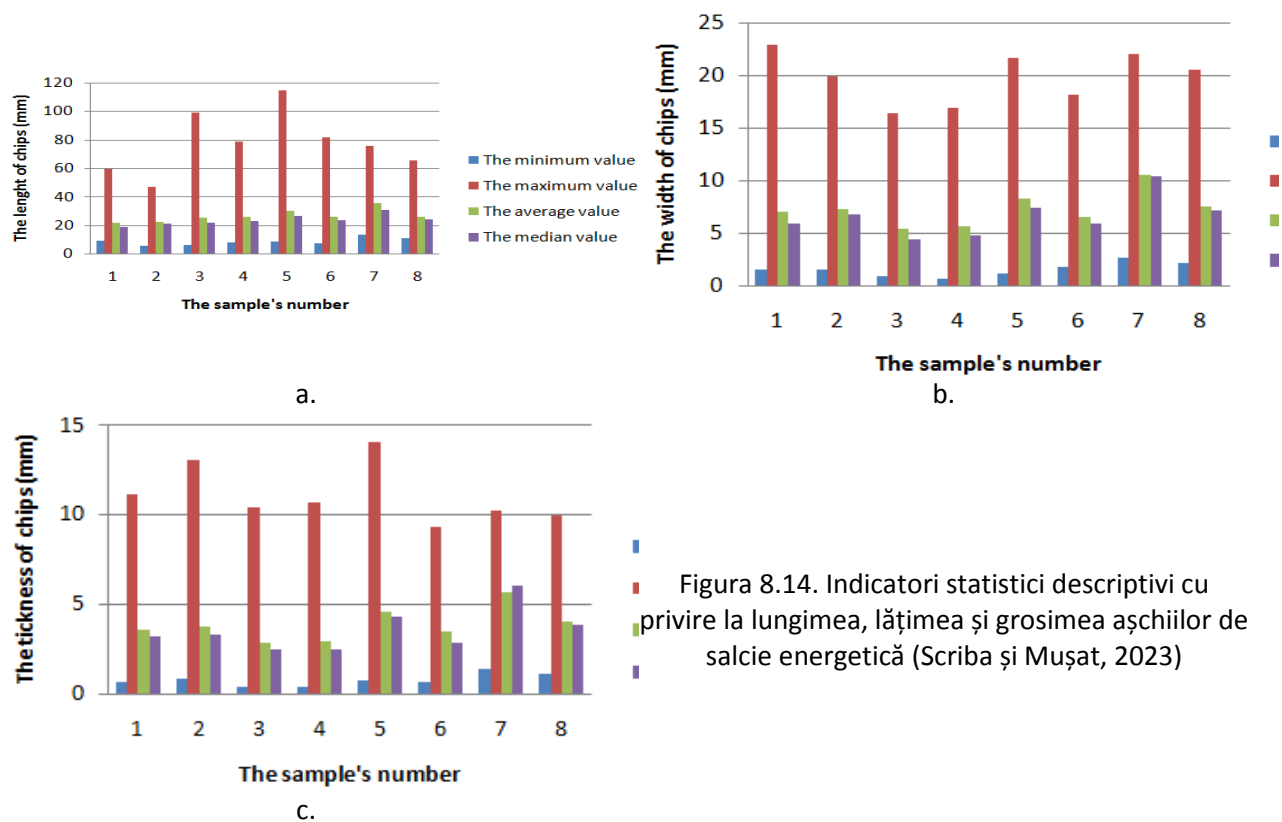 The lenght of chips (mm)
120
100
80
60
40
20
0
1 2 3 4 5 6 7 8
The sample's number
The minimum value
The maximum value
The average value
The median value
a.
The width of chips (mm)
25
20
15
10
5
0
1 2 3 4 5 6 7 8
The sample's number
b.
The tickness of chips (mm)
15
10
5
0
1 2 3 4 5 6 7 8
The sample's number
c.
Figura 8.14. Indicatori statistici descriptivi cu
privire la lungimea, lățimea și grosimea așchiilor de
salcie energetică (Scriba și Mușat, 2023)